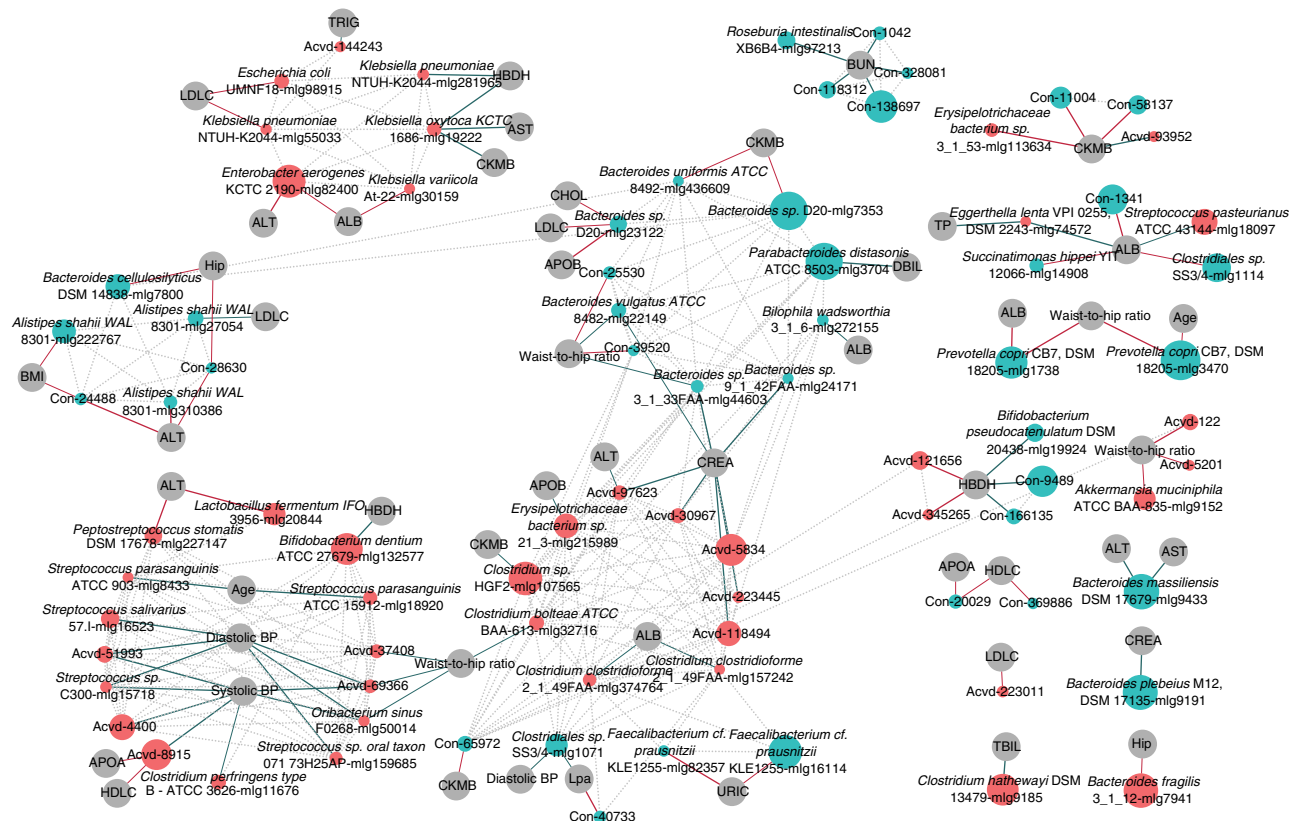 TRIG
Acvd-144243
Escherichia coli
UMNF18-mlg98915
Klebsiella pneumoniae
NTUH-K2044-mlg281965
HBDH
LDLC
Klebsiella pneumoniae
NTUH-K2044-mlg55033
Klebsiella oxytoca KCTC
1686-mlg19222
AST
CKMB
Enterobacter aerogenes
KCTC 2190-mlg82400
Klebsiella variicola
At-22-mlg30159
ALT
ALB
Roseburia intestinalis
XB6B4-mlg97213
Con-1042
BUN
Con-328081
Con-118312
Con-138697
Con-11004
Con-58137
Erysipelotrichaceae
bacterium sp.
3_1_53-mlg113634
Acvd-93952
CKMB
CKMB
Bacteroides uniformis ATCC
8492-mlg436609
CHOL
LDLC
Bacteroides sp.
D20-mlg23122
Bacteroides sp. D20-mlg7353
APOB
Con-25530
Parabacteroides distasonis
ATCC 8503-mlg3704
DBIL
Bacteroides vulgatus ATCC
8482-mlg22149
Bilophila wadsworthia
3_1_6-mlg272155
ALB
Waist-to-hip ratio
Con-39520
Bacteroides sp.
3_1_33FAA-mlg44603
Bacteroides sp.
9_1_42FAA-mlg24171
Con-1341
TP
Eggerthella lenta VPI 0255,
DSM 2243-mlg74572
Streptococcus pasteurianus
ATCC 43144-mlg18097
ALB
Succinatimonas hippei YIT
12066-mlg14908
Clostridiales sp.
SS3/4-mlg1114
ALB
Waist-to-hip ratio
Age
Prevotella copri CB7, DSM
18205-mlg1738
Prevotella copri CB7, DSM
18205-mlg3470
Hip
Bacteroides cellulosilyticus
DSM 14838-mlg7800
Alistipes shahii WAL
8301-mlg27054
LDLC
Alistipes shahii WAL
8301-mlg222767
BMI
Con-28630
Con-24488
Alistipes shahii WAL
8301-mlg310386
ALT
Bifidobacterium
pseudocatenulatum DSM
20438-mlg19924
Acvd-121656
HBDH
Con-9489
Acvd-345265
Con-166135
Acvd-122
Waist-to-hip ratio
Acvd-5201
Akkermansia muciniphila
ATCC BAA-835-mlg9152
ALT
CREA
Acvd-97623
APOB
Erysipelotrichaceae
bacterium sp.
21_3-mlg215989
Acvd-30967
CKMB
Clostridium sp.
HGF2-mlg107565
Acvd-5834
Acvd-223445
Clostridium bolteae ATCC
BAA-613-mlg32716
Acvd-118494
ALB
Waist-to-hip ratio
Clostridium clostridioforme
2_1_49FAA-mlg374764
Clostridium clostridioforme
2_1_49FAA-mlg157242
ALT
Lactobacillus fermentum IFO
3956-mlg20844
HBDH
Peptostreptococcus stomatis
DSM 17678-mlg227147
Bifidobacterium dentium
ATCC 27679-mlg132577
Streptococcus parasanguinis
ATCC 903-mlg8433
Age
Streptococcus parasanguinis
ATCC 15912-mlg18920
Streptococcus salivarius
57.I-mlg16523
Diastolic BP
Acvd-51993
Acvd-37408
Streptococcus sp.
C300-mlg15718
Systolic BP
Acvd-69366
Oribacterium sinus
F0268-mlg50014
Acvd-4400
Acvd-8915
APOA
Streptococcus sp. oral taxon
071 73H25AP-mlg159685
HDLC
Clostridium perfringens type
B - ATCC 3626-mlg11676
Con-65972
CKMB
Clostridiales sp.
SS3/4-mlg1071
Diastolic BP
Lpa
Con-40733
Faecalibacterium cf.
prausnitzii
KLE1255-mlg82357
Faecalibacterium cf.
prausnitzii
KLE1255-mlg16114
URIC
APOA
HDLC
Con-20029
Con-369886
ALT
AST
Bacteroides massiliensis
DSM 17679-mlg9433
LDLC
Acvd-223011
CREA
Bacteroides plebeius M12,
DSM 17135-mlg9191
TBIL
Clostridium hathewayi DSM
13479-mlg9185
Hip
Bacteroides fragilis
3_1_12-mlg7941